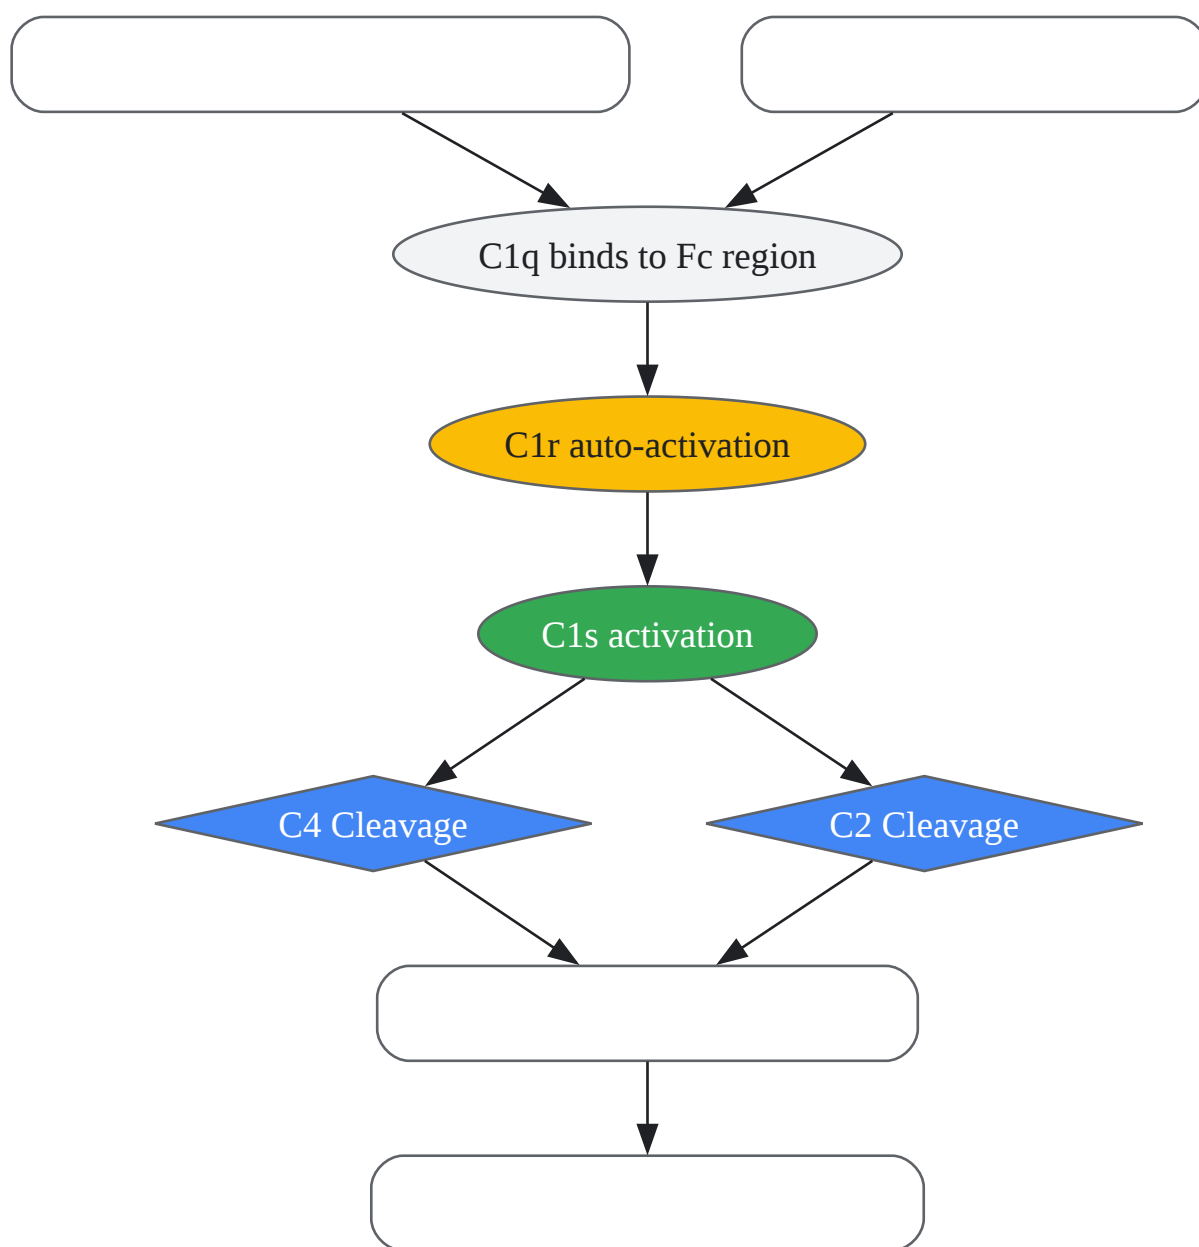 C1q binds to Fc region
C1r auto-activation
C1s activation
C4 Cleavage
C2 Cleavage